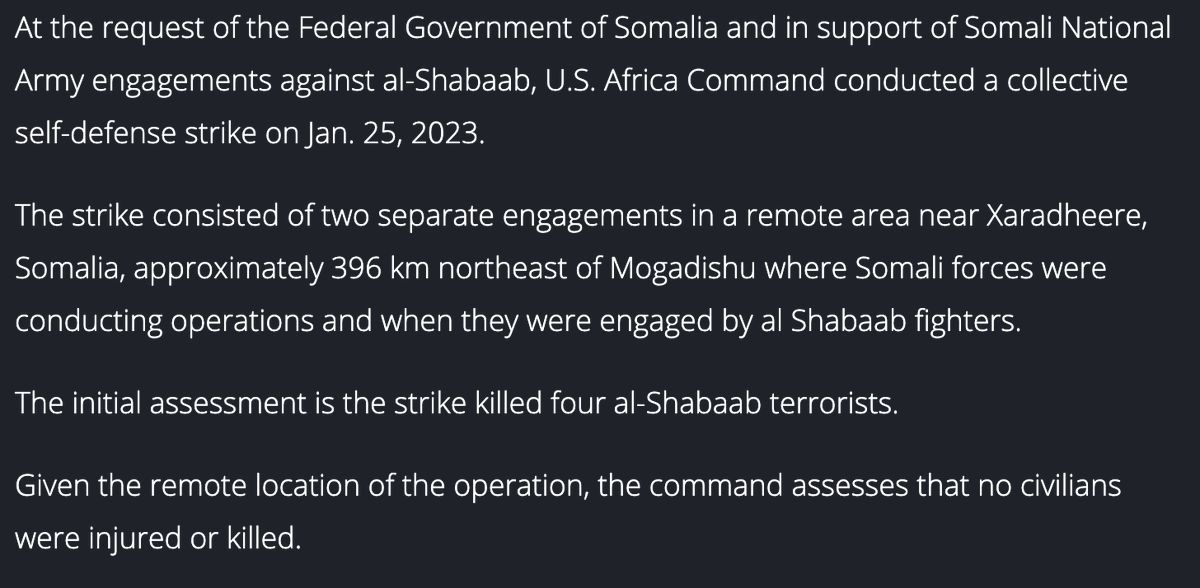 At the request of the Federal Government of Somalia and in support of Somali National
Army engagements against al-Shabaab, U.S. Africa Command conducted a collective
self-defense strike on Jan. 25, 2023.
The strike consisted of two separate engagements in a remote area near Xaradheere,
Somalia, approximately 396 km northeast of Mogadishu where Somali forces were
conducting operations and when they were engaged by al Shabaab fighters.
The initial assessment is the strike killed four al-Shabaab terrorists.
Given the remote location of the operation, the command assesses that no civilians
were injured or killed.